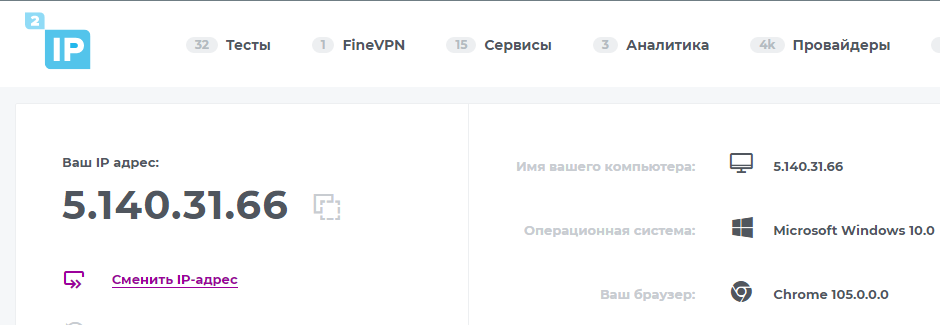 2
IP
32 Тесты
1 FineVPN
15 Сервисы
3 Аналитика
4k Провайдеры
Ваш IP адрес:
5.140.31.66
Сменить IP-адрес
Имя вашего компьютера: 5.140.31.66
Операционная система: Microsoft Windows 10.0
Ваш браузер: Chrome 105.0.0.0